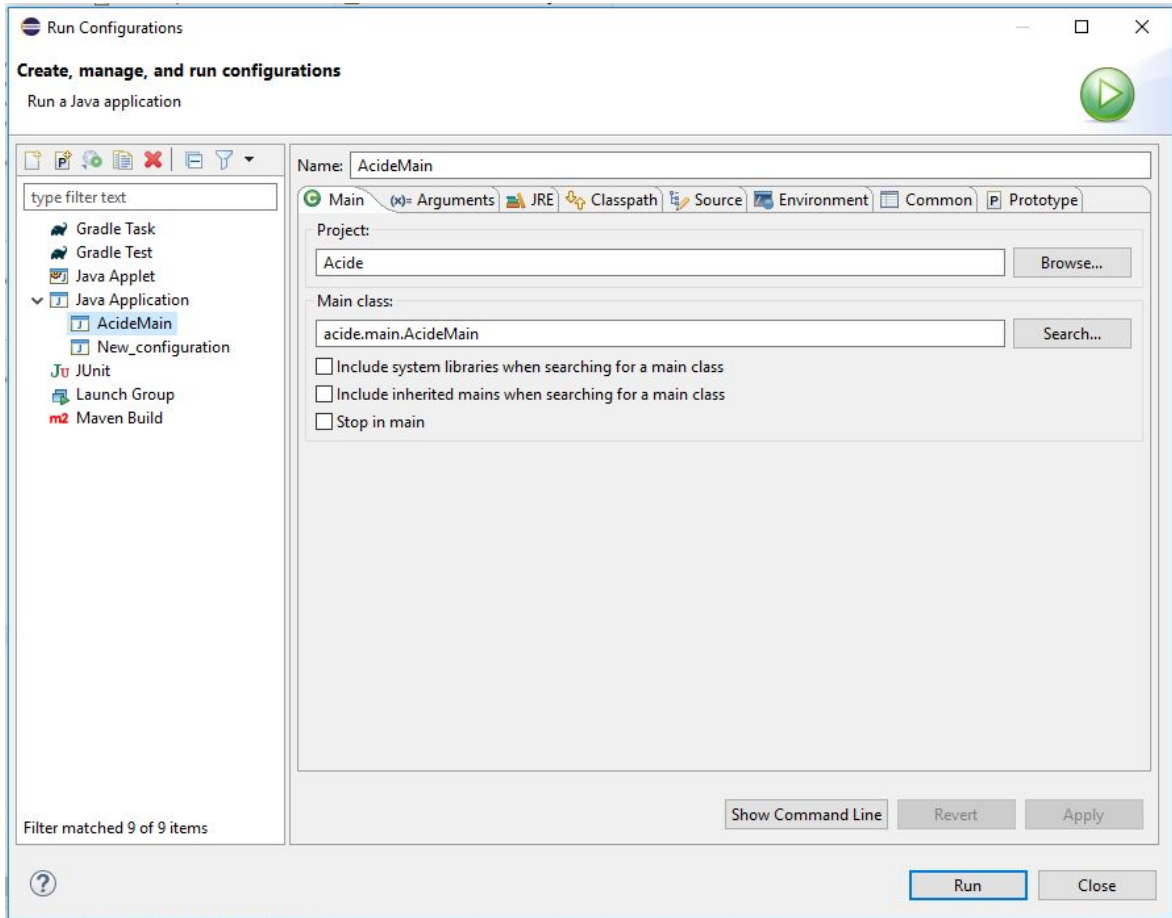 Run Configurations
Create, manage, and run configurations
Run a Java application
type filter text
Gradle Task
Gradle Test
Java Applet
Java Application
AcideMain
New_configuration
JUnit
Launch Group
m2 Maven Build
Filter matched 9 of 9 items
Name: AcideMain
Main (x)= Arguments JRE Classpath Source Environment Common P Prototype
Project:
Acide Browse...
Main class:
acide.main.AcideMain Search...
Include system libraries when searching for a main class
Include inherited mains when searching for a main class
Stop in main
Show Command Line Revert Apply
Run Close